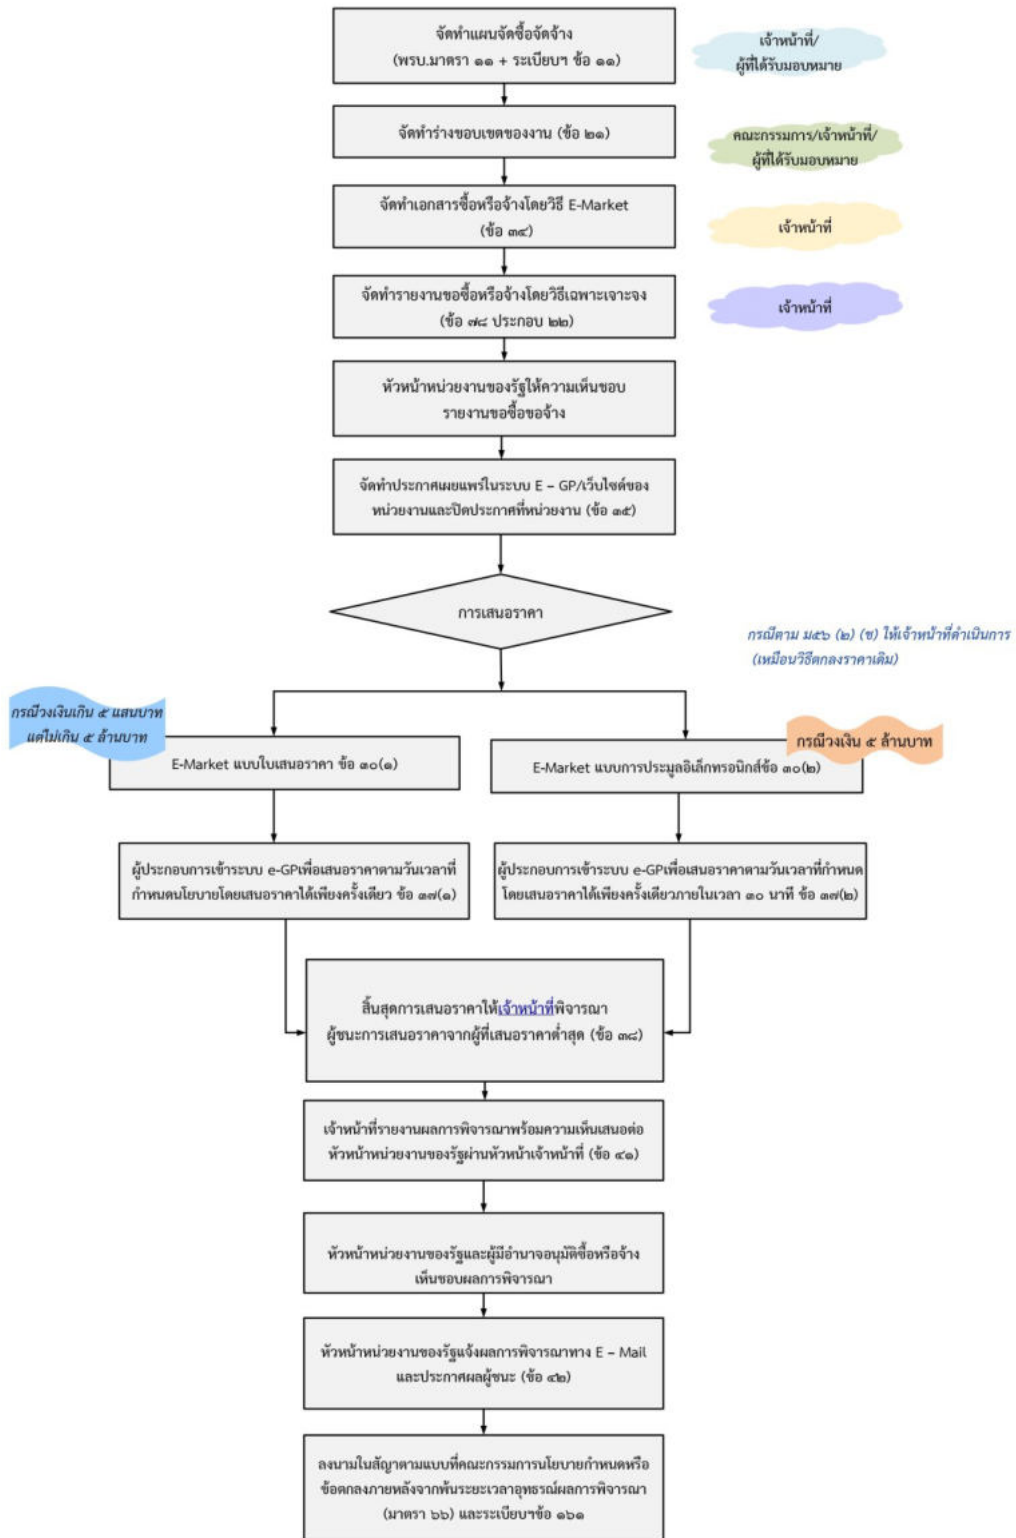 จัดทำแผนจัดซื้อจัดจ้าง
(พรบ.มาตรา ๑๑ + ระเบียบฯ ข้อ ๑๑)
เจ้าหน้าที่/
ผู้ที่ได้รับมอบหมาย
จัดทำร่างขอบเขตของงาน (ข้อ ๒๑)
คณะกรรมการ/เจ้าหน้าที่/
ผู้ที่ได้รับมอบหมาย
จัดทำเอกสารซื้อหรือจ้างโดยวิธี E-Market
(ข้อ ๓๔)
เจ้าหน้าที่
จัดทำรายงานขอซื้อหรือจ้างโดยวิธีเฉพาะเจาะจง
(ข้อ ๗๘ ประกอบ ๒๒)
เจ้าหน้าที่
หัวหน้าหน่วยงานของรัฐให้ความเห็นชอบ
รายงานขอซื้อขอจ้าง
จัดทำประกาศเผยแพร่ในระบบ E – GP/เว็บไซต์ของ
หน่วยงานและปิดประกาศที่หน่วยงาน (ข้อ ๓๕)
การเสนอราคา
กรณีตาม ม๕๖ (๒) (ข) ให้เจ้าหน้าที่ดำเนินการ
(เหมือนวิธีตกลงราคาเดิม)
กรณีวงเงินเกิน ๕ แสนบาท
แต่ไม่เกิน ๕ ล้านบาท
กรณีวงเงิน ๕ ล้านบาท
E-Market แบบใบเสนอราคา ข้อ ๓๐(๑)
E-Market แบบการประมูลอิเล็กทรอนิกส์ข้อ ๓๐(๒)
ผู้ประกอบการเข้าระบบ e-GPเพื่อเสนอราคาตามวันเวลาที่
กำหนดนโยบายโดยเสนอราคาได้เพียงครั้งเดียว ข้อ ๓๗(๑)
ผู้ประกอบการเข้าระบบ e-GPเพื่อเสนอราคาตามวันเวลาที่กำหนด
โดยเสนอราคาได้เพียงครั้งเดียวภายในเวลา ๓๐ นาที ข้อ ๓๗(๒)
สิ้นสุดการเสนอราคาให้เจ้าหน้าที่พิจารณา
ผู้ชนะการเสนอราคาจากผู้ที่เสนอราคาต่ำสุด (ข้อ ๓๘)
เจ้าหน้าที่รายงานผลการพิจารณาพร้อมความเห็นเสนอต่อ
หัวหน้าหน่วยงานของรัฐผ่านหัวหน้าเจ้าหน้าที่ (ข้อ ๔๑)
หัวหน้าหน่วยงานของรัฐและผู้มีอำนาจอนุมัติซื้อหรือจ้าง
เห็นชอบผลการพิจารณา
หัวหน้าหน่วยงานของรัฐแจ้งผลการพิจารณาทาง E – Mail
และประกาศผลผู้ชนะ (ข้อ ๔๒)
ลงนามในสัญาตามแบบที่คณะกรรมการนโยบายกำหนดหรือ
ข้อตกลงภายหลังจากพ้นระยะเวลาอุทธรณ์ผลการพิจารณา
(มาตรา ๖๖) และระเบียบฯข้อ ๑๖๑